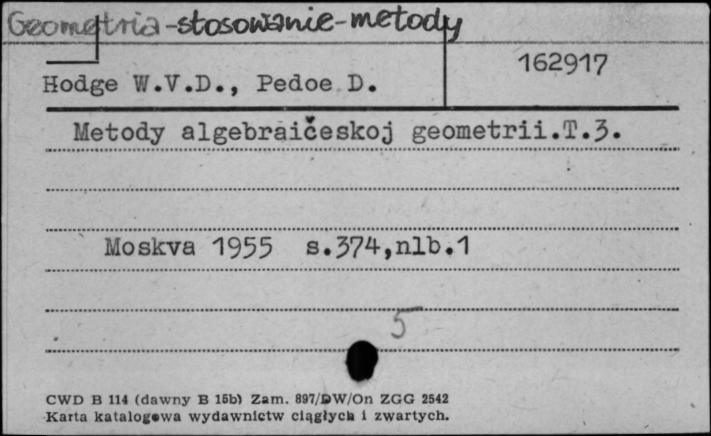 Geometria-stosowanie-metody
162917
Hodge W.V.D., Pedoe D.
Metody algebraičeskoj geometrii.T.3.
Moskva 1955 s.374,nlb.1
5
CWD B 114 (dawny B 15b) Zam. 897/DW/On ZGG 2542
Karta katalogowa wydawnictw ciągłych i zwartych.